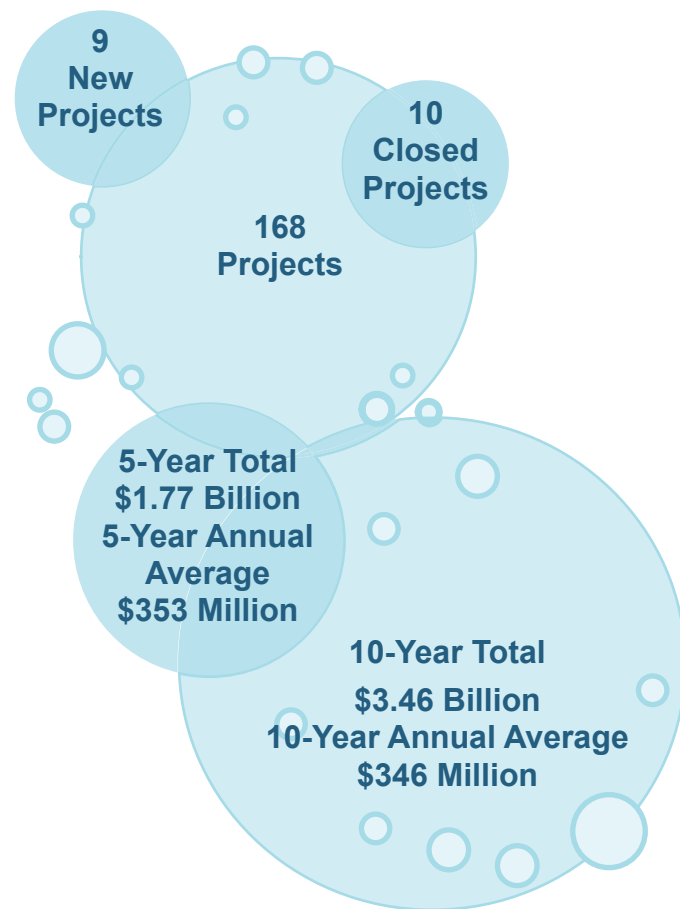 9
New
Projects
10
Closed
Projects
168
Projects
5-Year Total
$1.77 Billion
5-Year Annual
Average
$353 Million
10-Year Total
$3.46 Billion
10-Year Annual Average
$346 Million